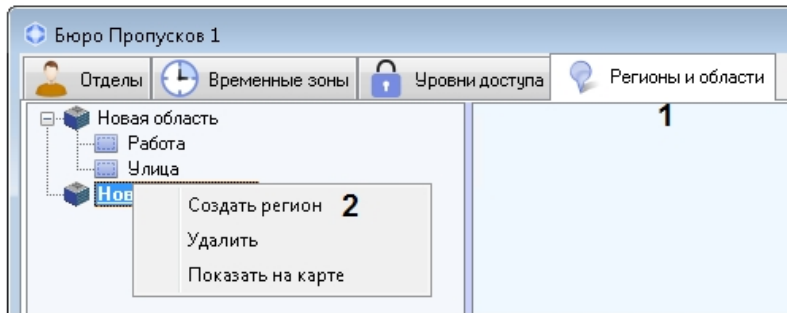 Бюро Пропусков 1
Отделы Временные зоны Уровни доступа Регионы и области
1
Новая область
Работа
Улица
Нов
Создать регион 2
Удалить
Показать на карте